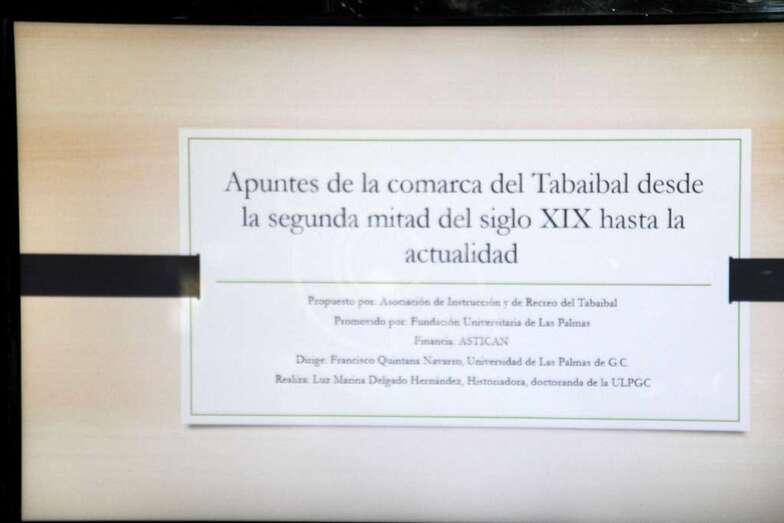 Apuntes de la comarca del Tabaibal desde
la segunda mitad del siglo XIX hasta la
actualidad
Propuesto por: Asociación de Instrucción y de Recreo del Tabaibal
Promovido por: Fundación Universitaria de Las Palmas
Financia: ASTICAN
Dirige: Francisco Quintana Navarro, Universidad de Las Palmas de G.C.
Realiza: Luz Marina Delgado Hernández, Historiadora, doctoranda de la ULPGC